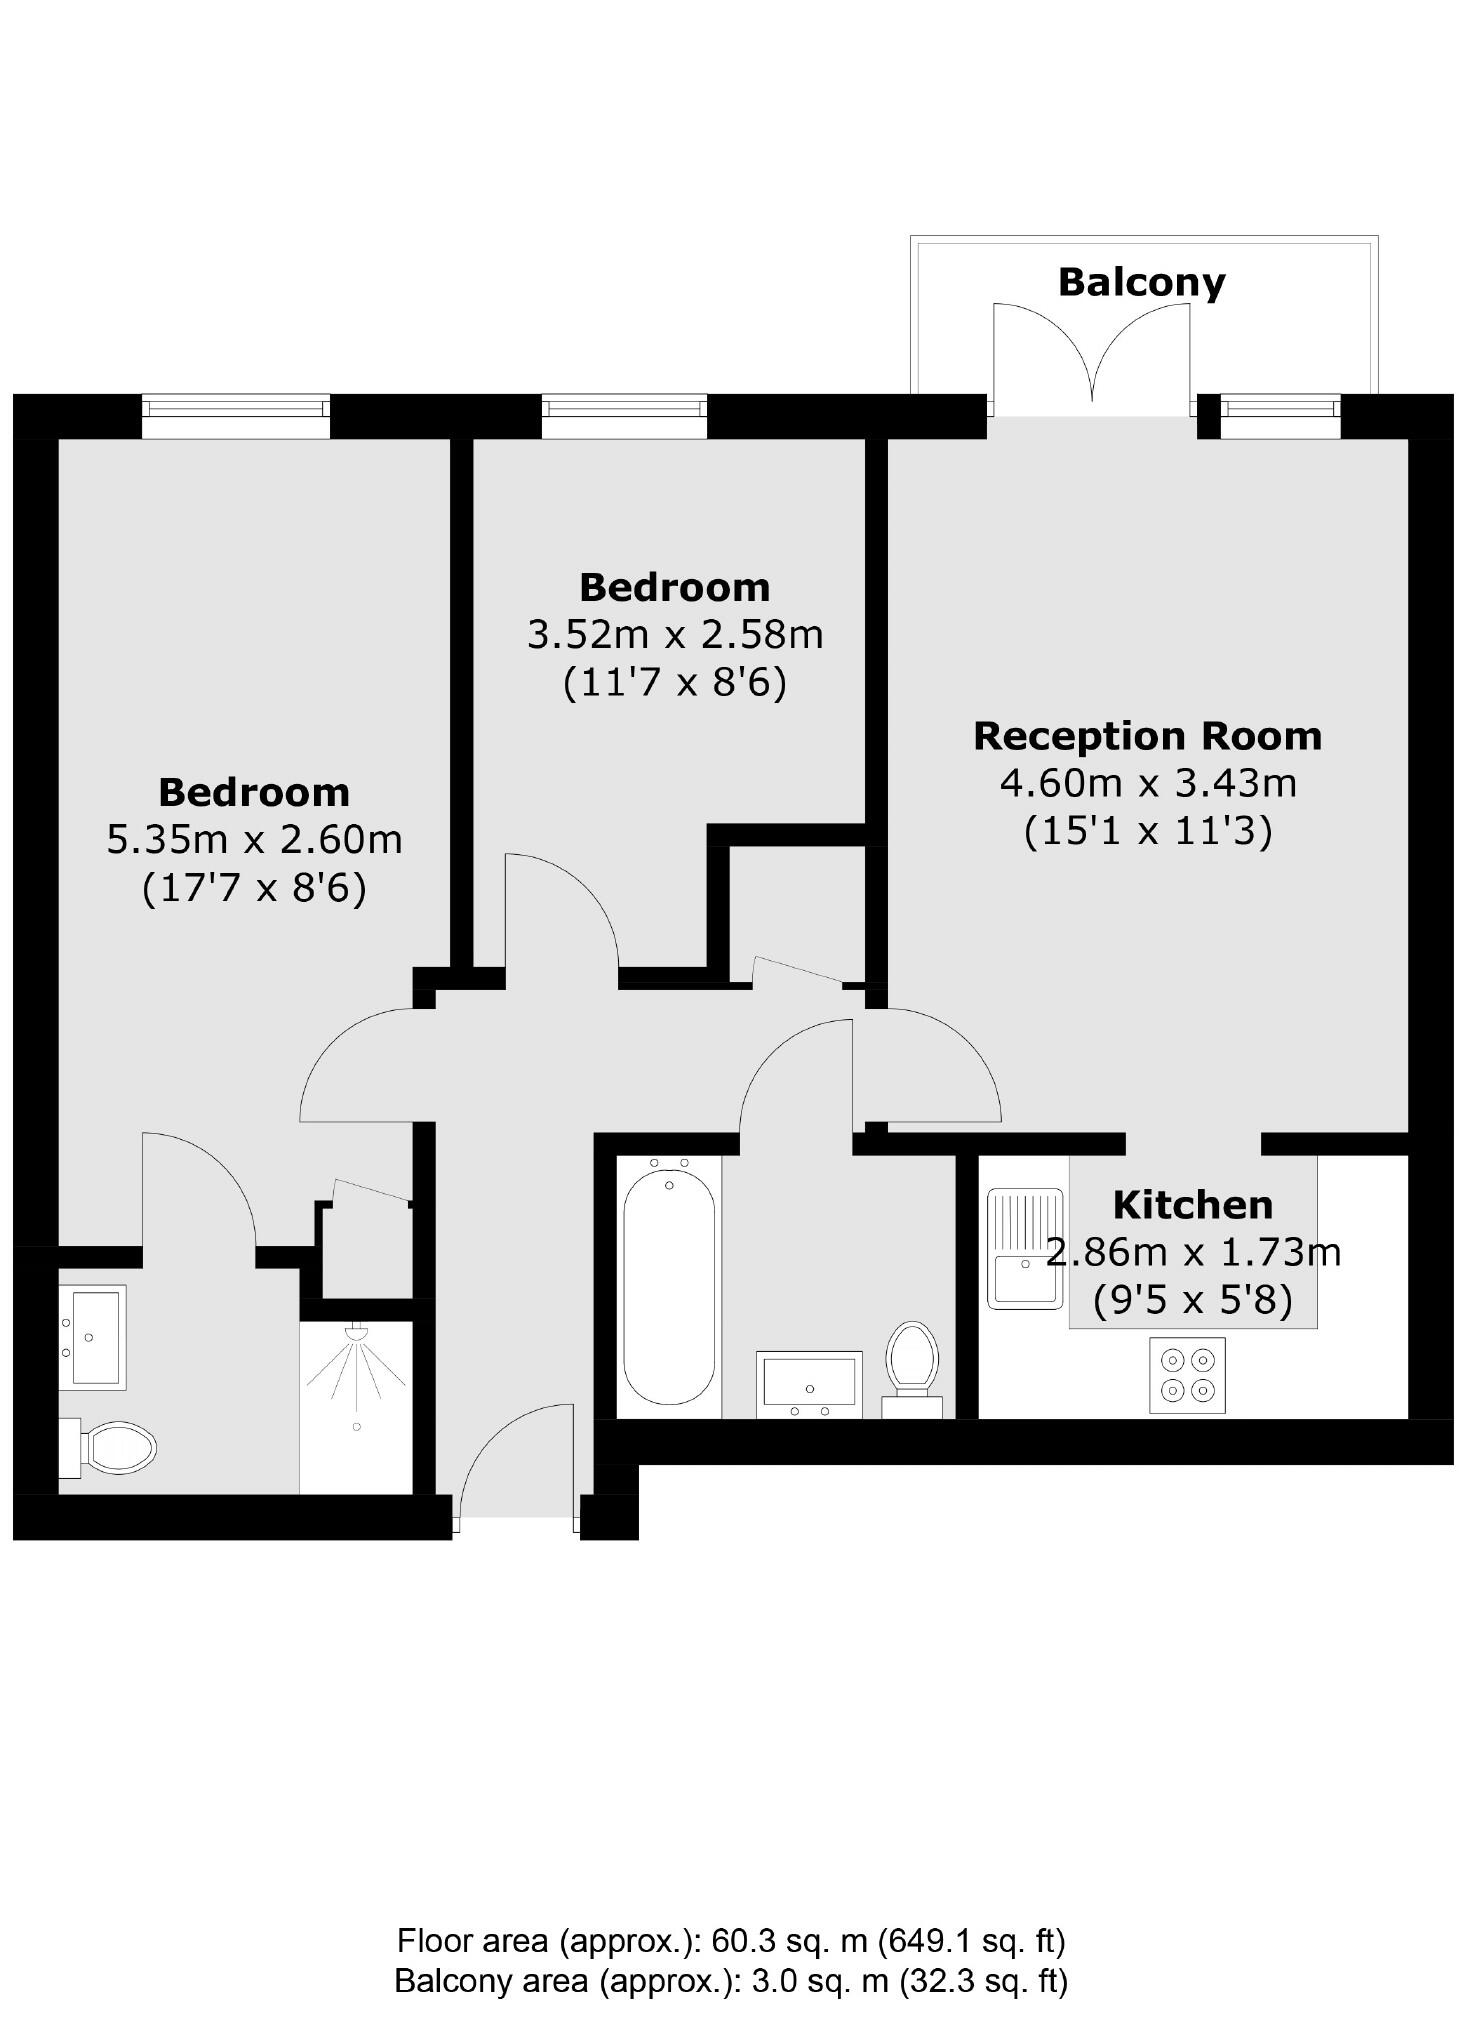 Balcony
Bedroom
3.52m x 2.58m
(11'7 x 8'6)
Reception Room
4.60m x 3.43m
(15'1 x 11'3)
Bedroom
5.35m x 2.60m
(17'7 x 8'6)
Kitchen
2.86m x 1.73m
(9'5 x 5'8)
Floor area (approx.): 60.3 sq. m (649.1 sq. ft)
Balcony area (approx.): 3.0 sq. m (32.3 sq. ft)